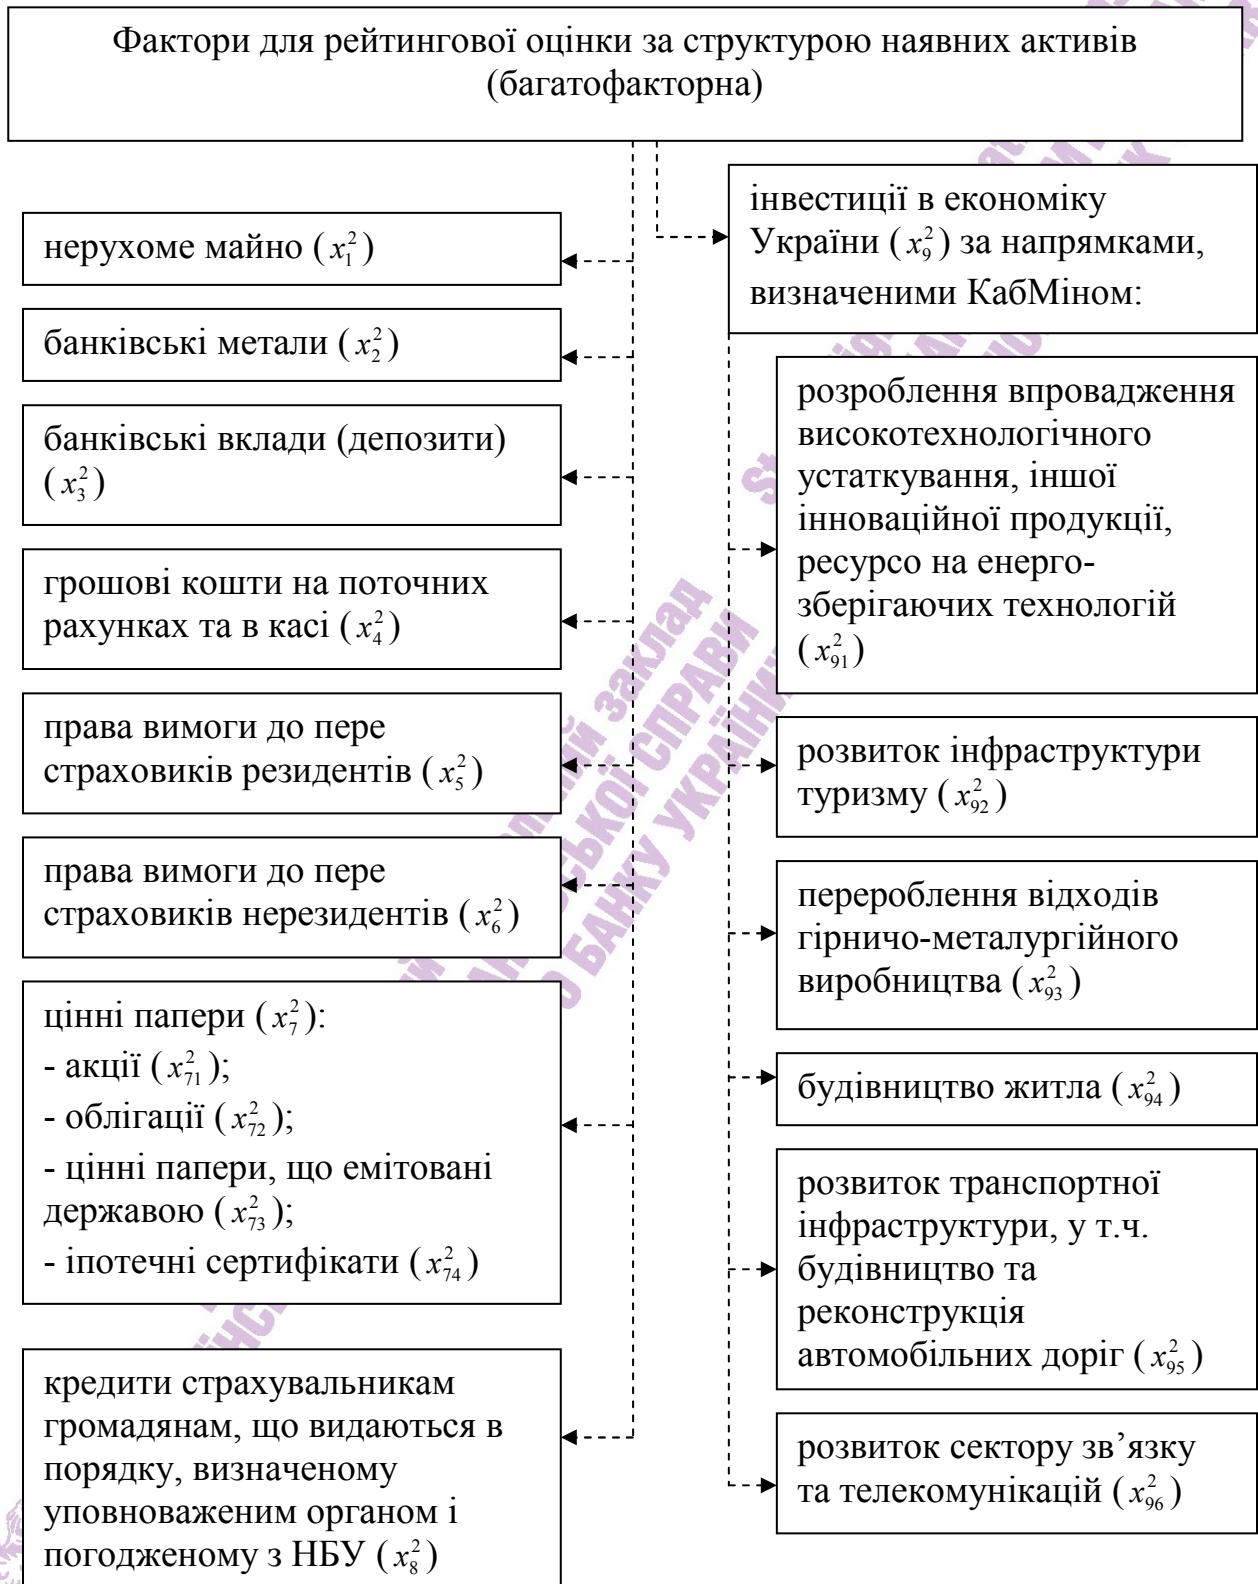 Фактори для рейтингової оцінки за структурою наявних активів
(багатофакторна)
нерухоме майно (x₁²)
банківські метали (x₂²)
банківські вклади (депозити)
(x₃²)
грошові кошти на поточних
рахунках та в касі (x₄²)
права вимоги до пере
страховиків резидентів (x₅²)
права вимоги до пере
страховиків нерезидентів (x₆²)
цінні папери (x₇²):
- акції (x₇₁²);
- облігації (x₇₂²);
- цінні папери, що емітовані
державою (x₇₃²);
- іпотечні сертифікати (x₇₄²)
кредити страхувальникам
громадянам, що видаються в
порядку, визначеному
уповноваженим органом і
погодженому з НБУ (x₈²)
інвестиції в економіку
України (x₉²) за напрямками,
визначеними КабМіном:
розроблення впровадження
високотехнологічного
устаткування, іншої
інноваційної продукції,
ресурсо на енерго-
зберігаючих технологій
(x₉₁²)
розвиток інфраструктури
туризму (x₉₂²)
перероблення відходів
гірничо-металургійного
виробництва (x₉₃²)
будівництво житла (x₉₄²)
розвиток транспортної
інфраструктури, у т.ч.
будівництво та
реконструкція
автомобільних доріг (x₉₅²)
розвиток сектору зв’язку
та телекомунікацій (x₉₆²)
заклад
СПРАВИ
БАНКУ